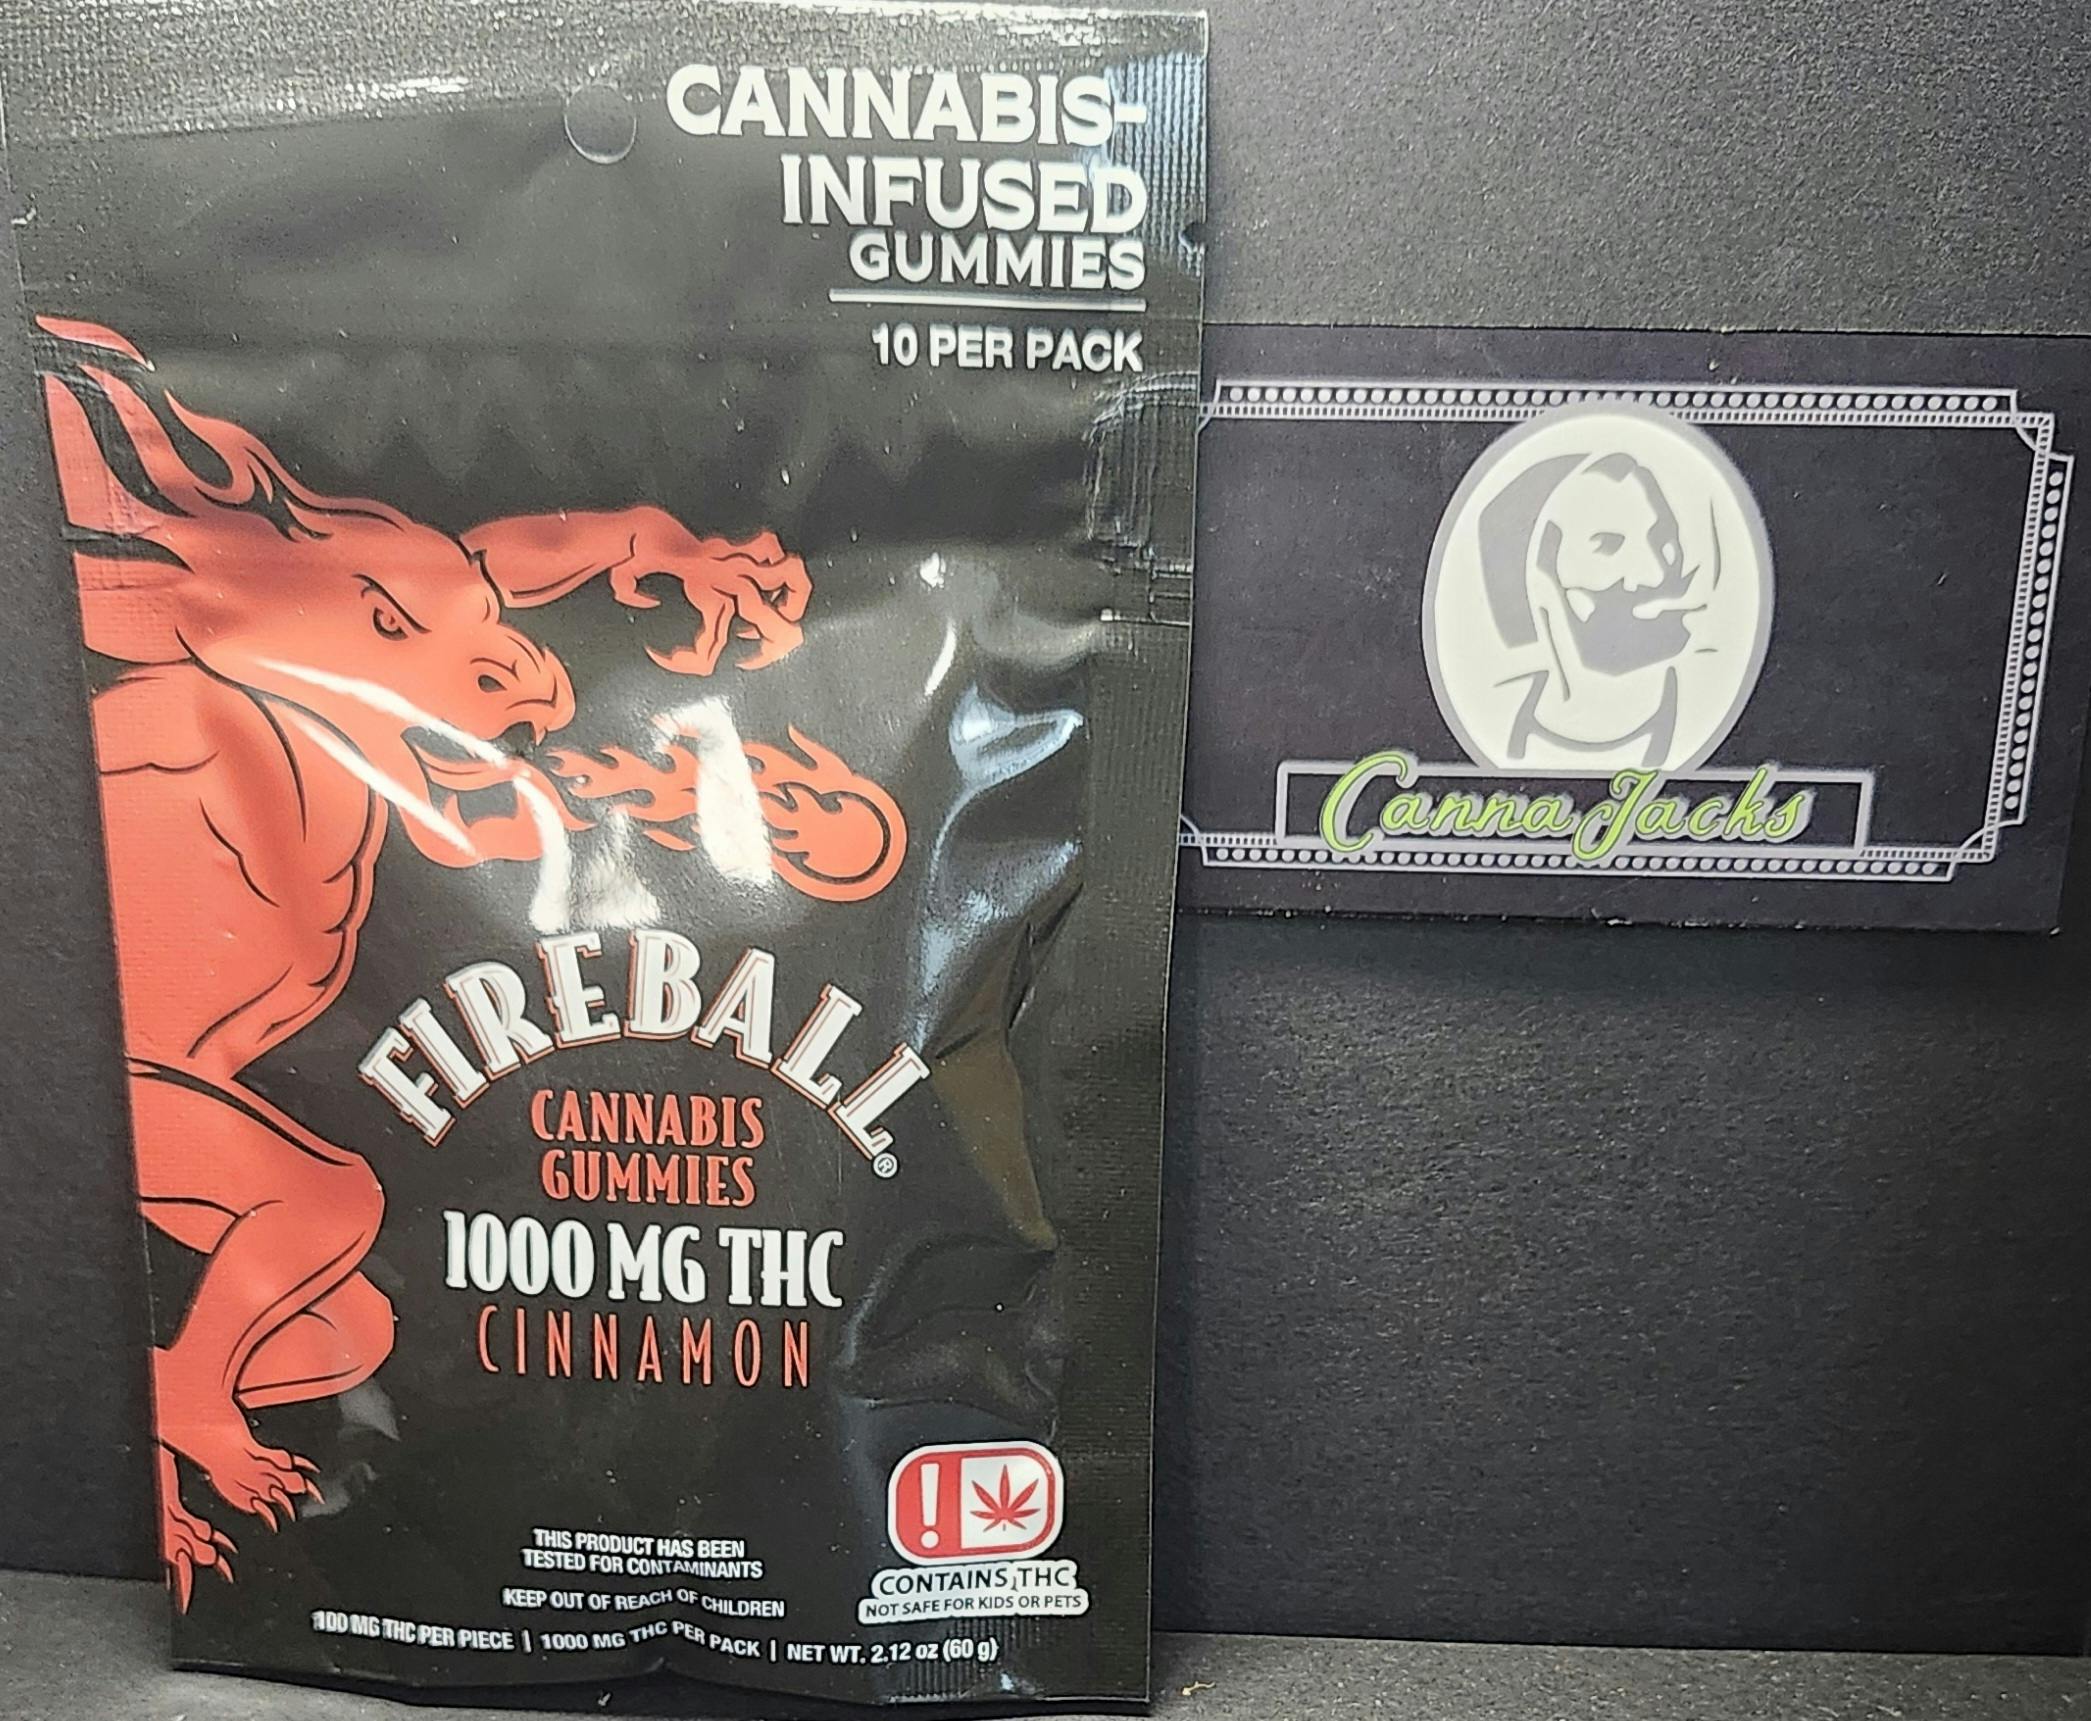 CANNABIS-
INFUSED
GUMMIES
10 PER PACK
FIREBALL®
CANNABIS
GUMMIES
1000 MG THC
CINNAMON
THIS PRODUCT HAS BEEN
TESTED FOR CONTAMINANTS
KEEP OUT OF REACH OF CHILDREN
100 MG THC PER PIECE | 1000 MG THC PER PACK | NET WT. 2.12 oz (60 g)
!
CONTAINS THC
NOT SAFE FOR KIDS OR PETS
Canna Jacks